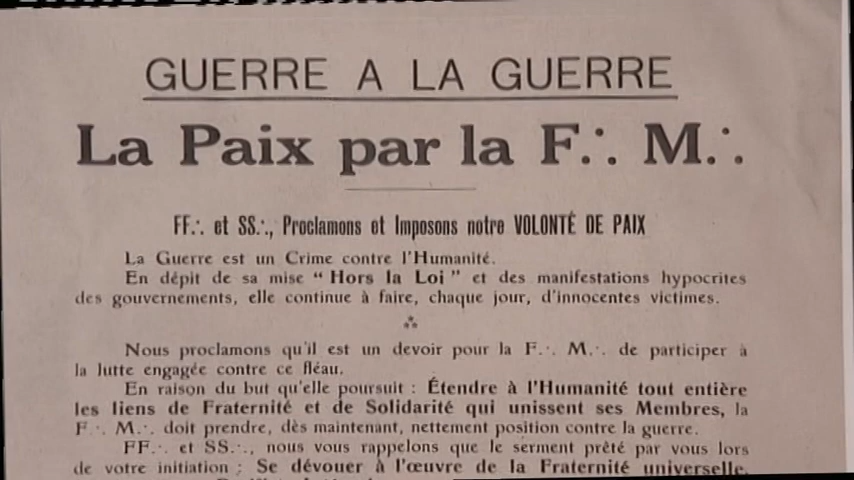 GUERRE A LA GUERRE
La Paix par la F∴ M∴
FF∴ et SS∴, Proclamons et Imposons notre VOLONTÉ DE PAIX
La Guerre est un Crime contre l'Humanité.
En dépit de sa mise "Hors la Loi" et des manifestations hypocrites
des gouvernements, elle continue à faire, chaque jour, d'innocentes victimes.
⁂
Nous proclamons qu'il est un devoir pour la F∴ M∴ de participer à
la lutte engagée contre ce fléau.
En raison du but qu'elle poursuit : Étendre à l'Humanité tout entière
les liens de Fraternité et de Solidarité qui unissent ses Membres, la
F∴ M∴ doit prendre, dès maintenant, nettement position contre la guerre.
FF∴ et SS∴, nous vous rappelons que le serment prêté par vous lors
de votre initiation : Se dévouer à l'œuvre de la Fraternité universelle,